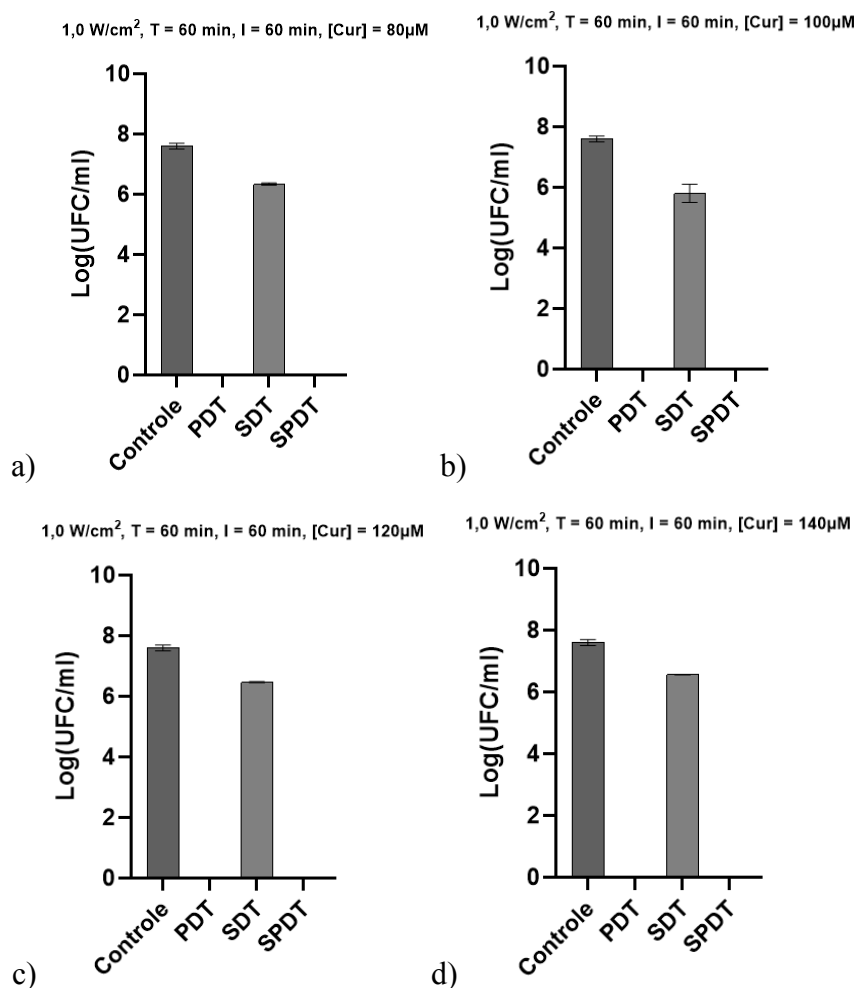 1,0 W/cm², T = 60 min, I = 60 min, [Cur] = 80µM
10
8
6
4
2
0
Log(UFC/ml)
Controle
PDT
SDT
SPDT
a)
1,0 W/cm², T = 60 min, I = 60 min, [Cur] = 100µM
10
8
6
4
2
0
Log(UFC/ml)
Controle
PDT
SDT
SPDT
b)
1,0 W/cm², T = 60 min, I = 60 min, [Cur] = 120µM
10
8
6
4
2
0
Log(UFC/ml)
Controle
PDT
SDT
SPDT
c)
1,0 W/cm², T = 60 min, I = 60 min, [Cur] = 140µM
10
8
6
4
2
0
Log(UFC/ml)
Controle
PDT
SDT
SPDT
d)